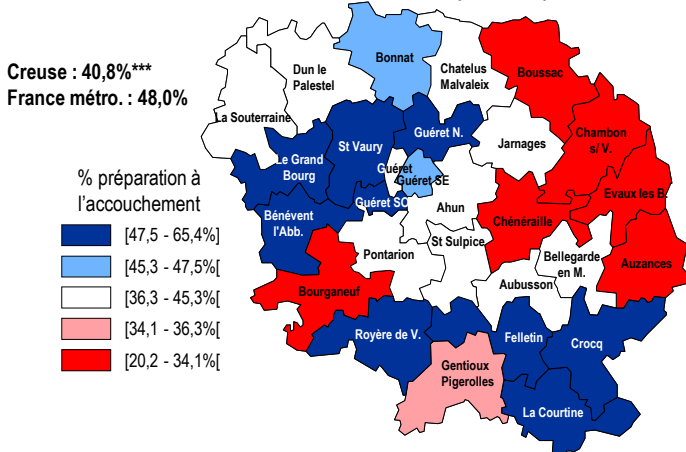 Creuse : 40,8%***
France métro. : 48,0%
% préparation à
l'accouchement
[47,5 - 65,4%]
[45,3 - 47,5%[
[36,3 - 45,3%[
[34,1 - 36,3%[
[20,2 - 34,1%[
Bonnat
Dun le
Palestel
Chatelus
Malvaleix
Boussac
La Souterraine
St Vaury
Guéret N.
Jarnages
Chambon
s/ V.
Le Grand
Bourg
Guéret
Guéret SE
Evaux les B.
Guéret SO
Ahun
Chénéraille
Bénévent
l'Abb.
Pontarion
St Sulpice
Bellegarde
en M.
Auzances
Bourganeuf
Aubusson
Royère de V.
Felletin
Crocq
Gentioux
Pigerolles
La Courtine